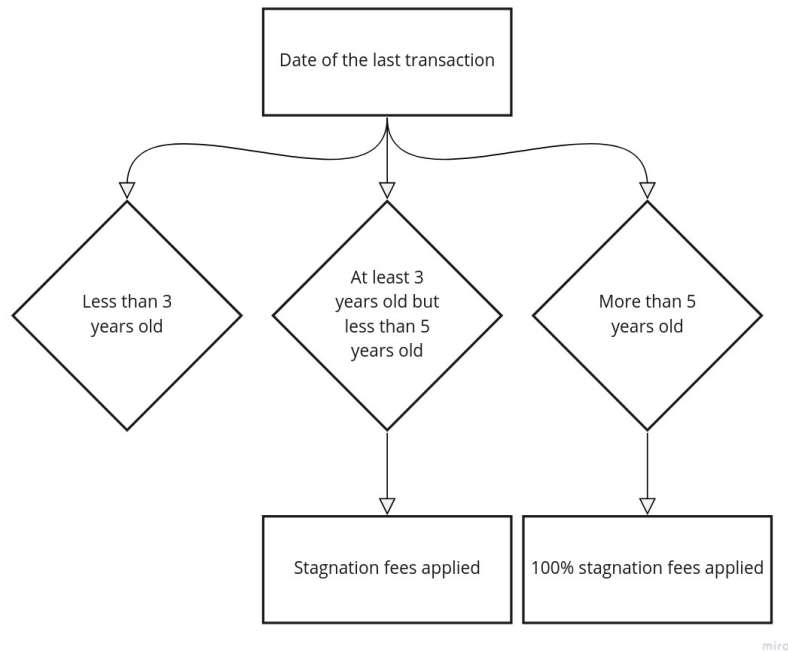 Date of the last transaction
Less than 3
years old
At least 3
years old but
less than 5
years old
More than 5
years old
Stagnation fees applied
100% stagnation fees applied
miro